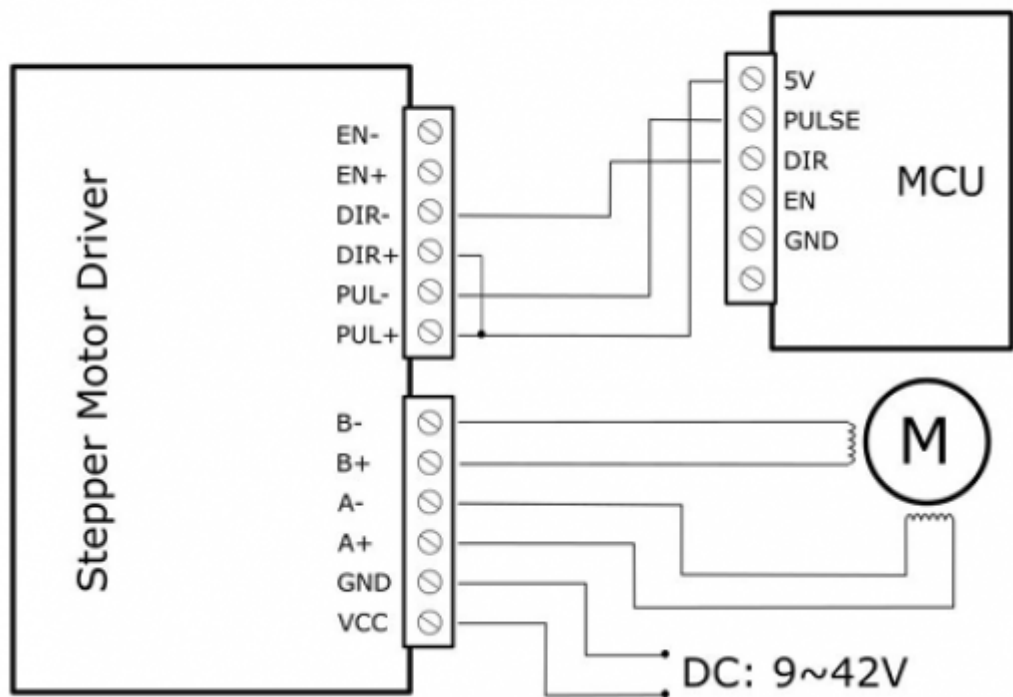 Stepper Motor Driver
EN-
EN+
DIR-
DIR+
PUL-
PUL+
B-
B+
A-
A+
GND
VCC
5V
PULSE
DIR
EN
GND
MCU
M
DC: 9~42V